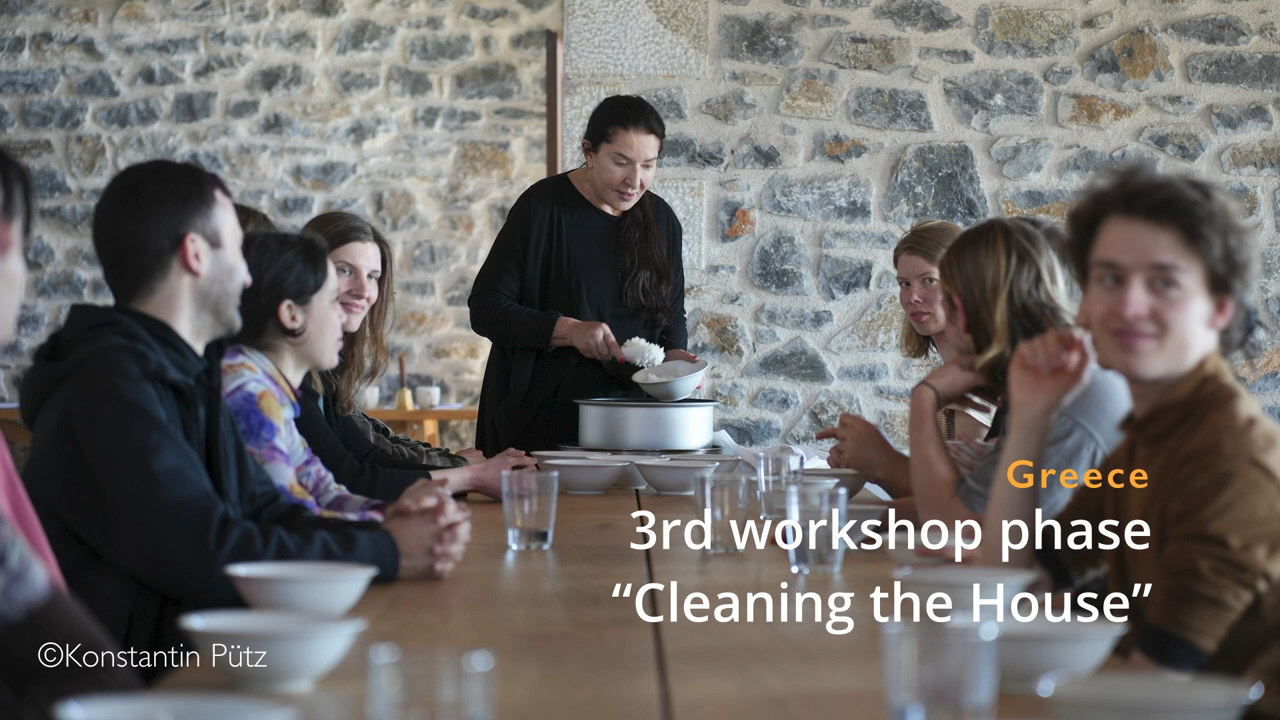 Greece
3rd workshop phase
“Cleaning the House”
©Konstantin Pütz